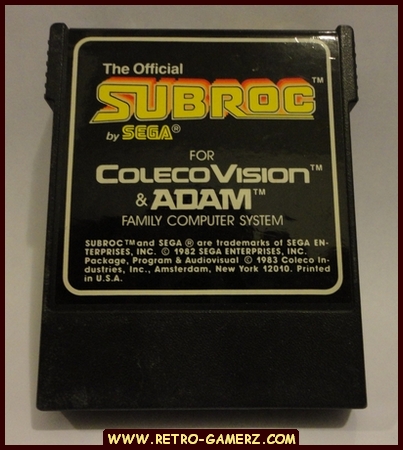 The Official
SUBROC™
by SEGA®
FOR
COLECOVISION™
& ADAM™
FAMILY COMPUTER SYSTEM
SUBROC™ and SEGA ® are trademarks of SEGA EN-
TERPRISES, INC. © 1982 SEGA ENTERPRISES, INC.
Package, Program & Audiovisual © 1983 Coleco In-
dustries, Inc., Amsterdam, New York 12010. Printed
in U.S.A.
WWW.RETRO-GAMERZ.COM